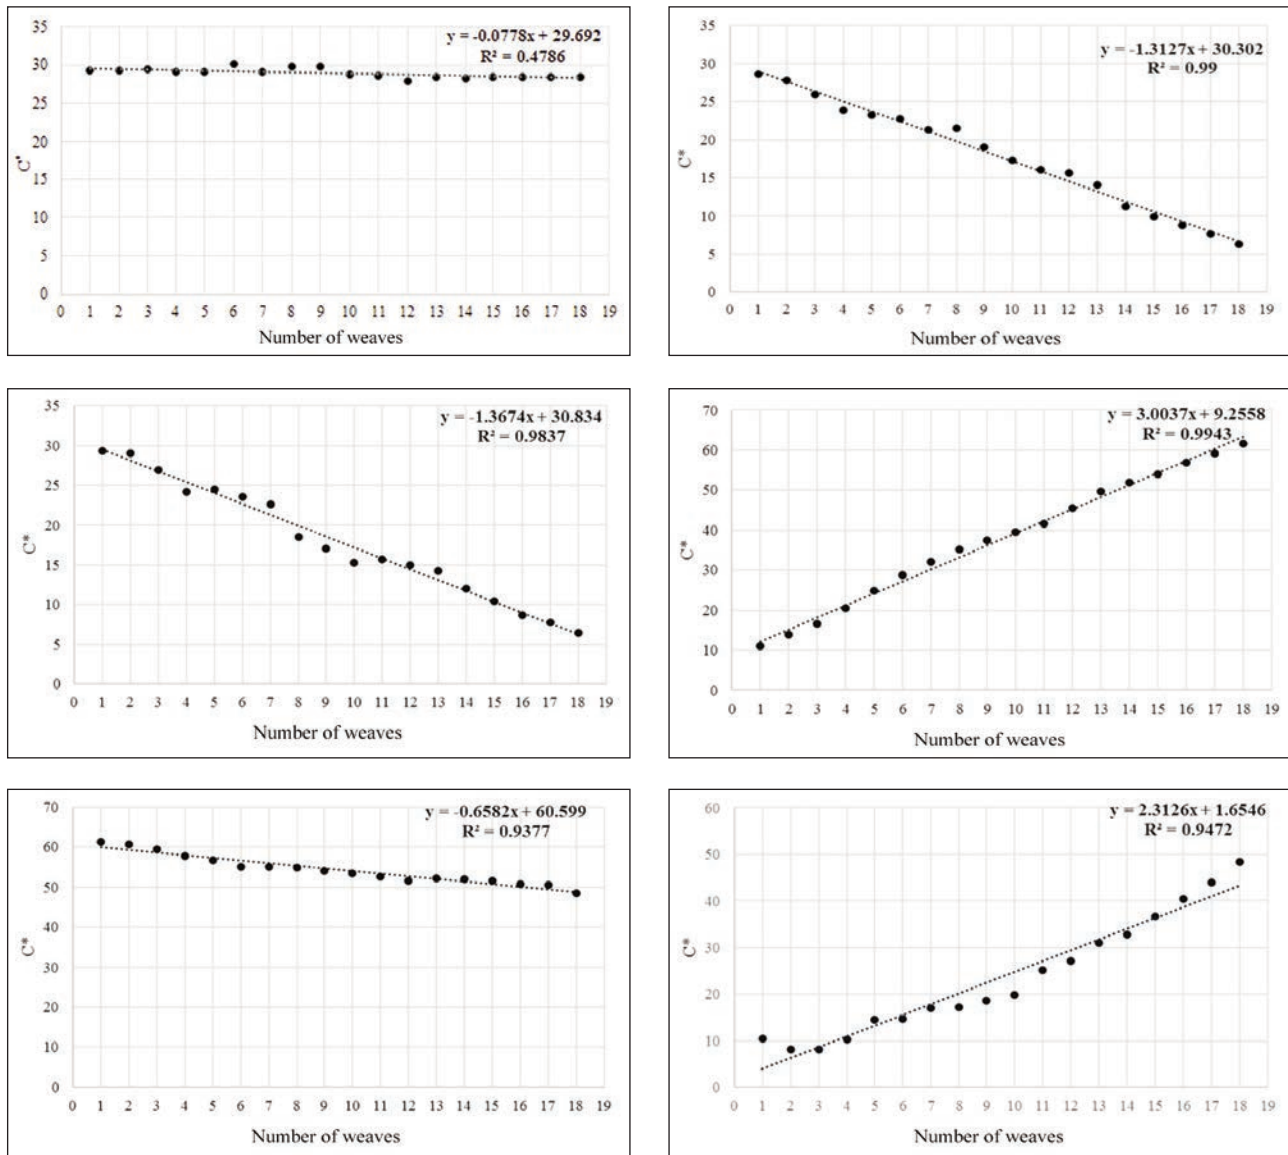 y = -0.0778x + 29.692
R² = 0.4786
35
30
25
20
15
10
5
0
C*
0 1 2 3 4 5 6 7 8 9 10 11 12 13 14 15 16 17 18 19
Number of weaves
y = -1.3127x + 30.302
R² = 0.99
35
30
25
20
15
10
5
0
C*
0 1 2 3 4 5 6 7 8 9 10 11 12 13 14 15 16 17 18 19
Number of weaves
y = -1.3674x + 30.834
R² = 0.9837
35
30
25
20
15
10
5
0
C*
0 1 2 3 4 5 6 7 8 9 10 11 12 13 14 15 16 17 18 19
Number of weaves
y = 3.0037x + 9.2558
R² = 0.9943
70
60
50
40
30
20
10
0
C*
0 1 2 3 4 5 6 7 8 9 10 11 12 13 14 15 16 17 18 19
Number of weaves
y = -0.6582x + 60.599
R² = 0.9377
70
60
50
40
30
20
10
0
C*
0 1 2 3 4 5 6 7 8 9 10 11 12 13 14 15 16 17 18 19
Number of weaves
y = 2.3126x + 1.6546
R² = 0.9472
60
50
40
30
20
10
0
C*
0 1 2 3 4 5 6 7 8 9 10 11 12 13 14 15 16 17 18 19
Number of weaves